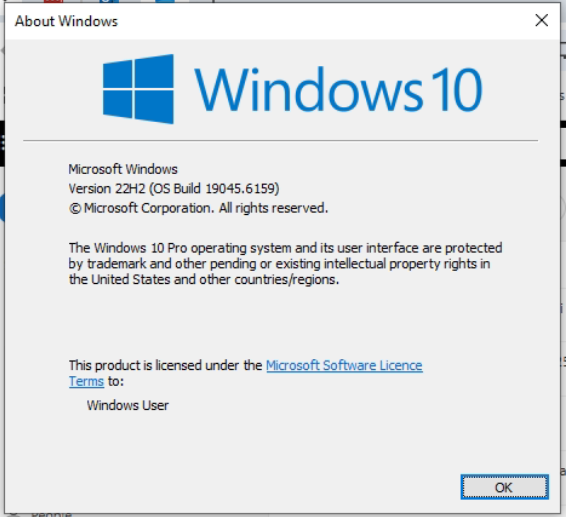 About Windows
Windows 10
Microsoft Windows
Version 22H2 (OS Build 19045.6159)
© Microsoft Corporation. All rights reserved.
The Windows 10 Pro operating system and its user interface are protected
by trademark and other pending or existing intellectual property rights in
the United States and other countries/regions.
This product is licensed under the Microsoft Software Licence
Terms to:
Windows User
OK